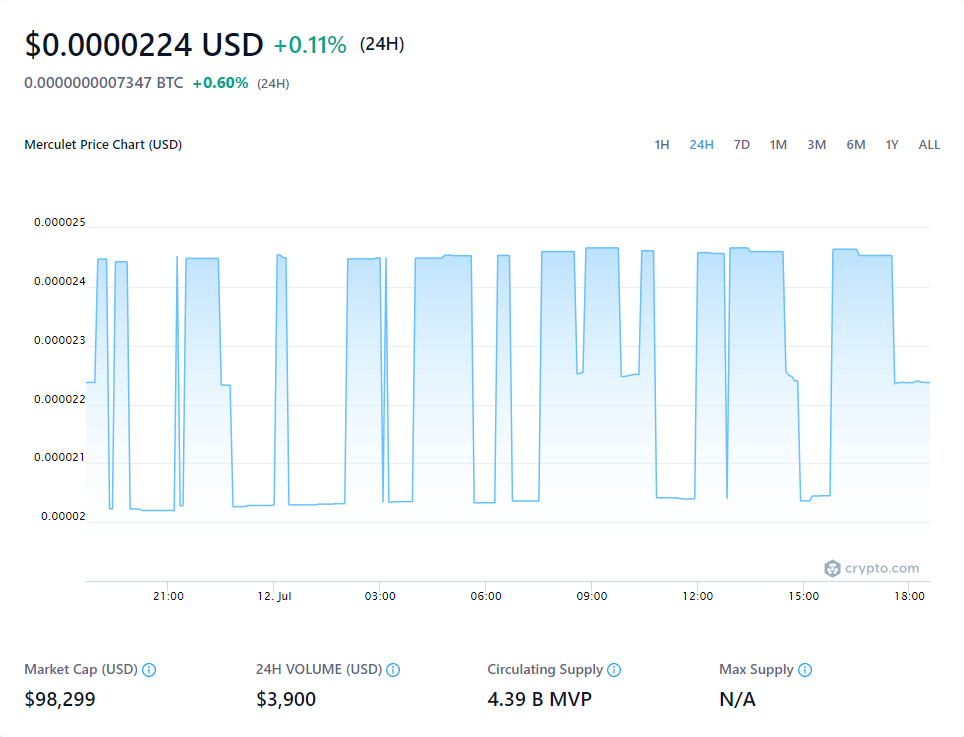 $0.0000224 USD +0.11% (24H)
0.0000000007347 BTC +0.60% (24H)
Merculet Price Chart (USD) 1H 24H 7D 1M 3M 6M 1Y ALL
0.000025
0.000024
0.000023
0.000022
0.000021
0.00002
crypto.com
21:00 12. Jul 03:00 06:00 09:00 12:00 15:00 18:00
Market Cap (USD) 24H VOLUME (USD) Circulating Supply Max Supply
$98,299 $3,900 4.39 B MVP N/A